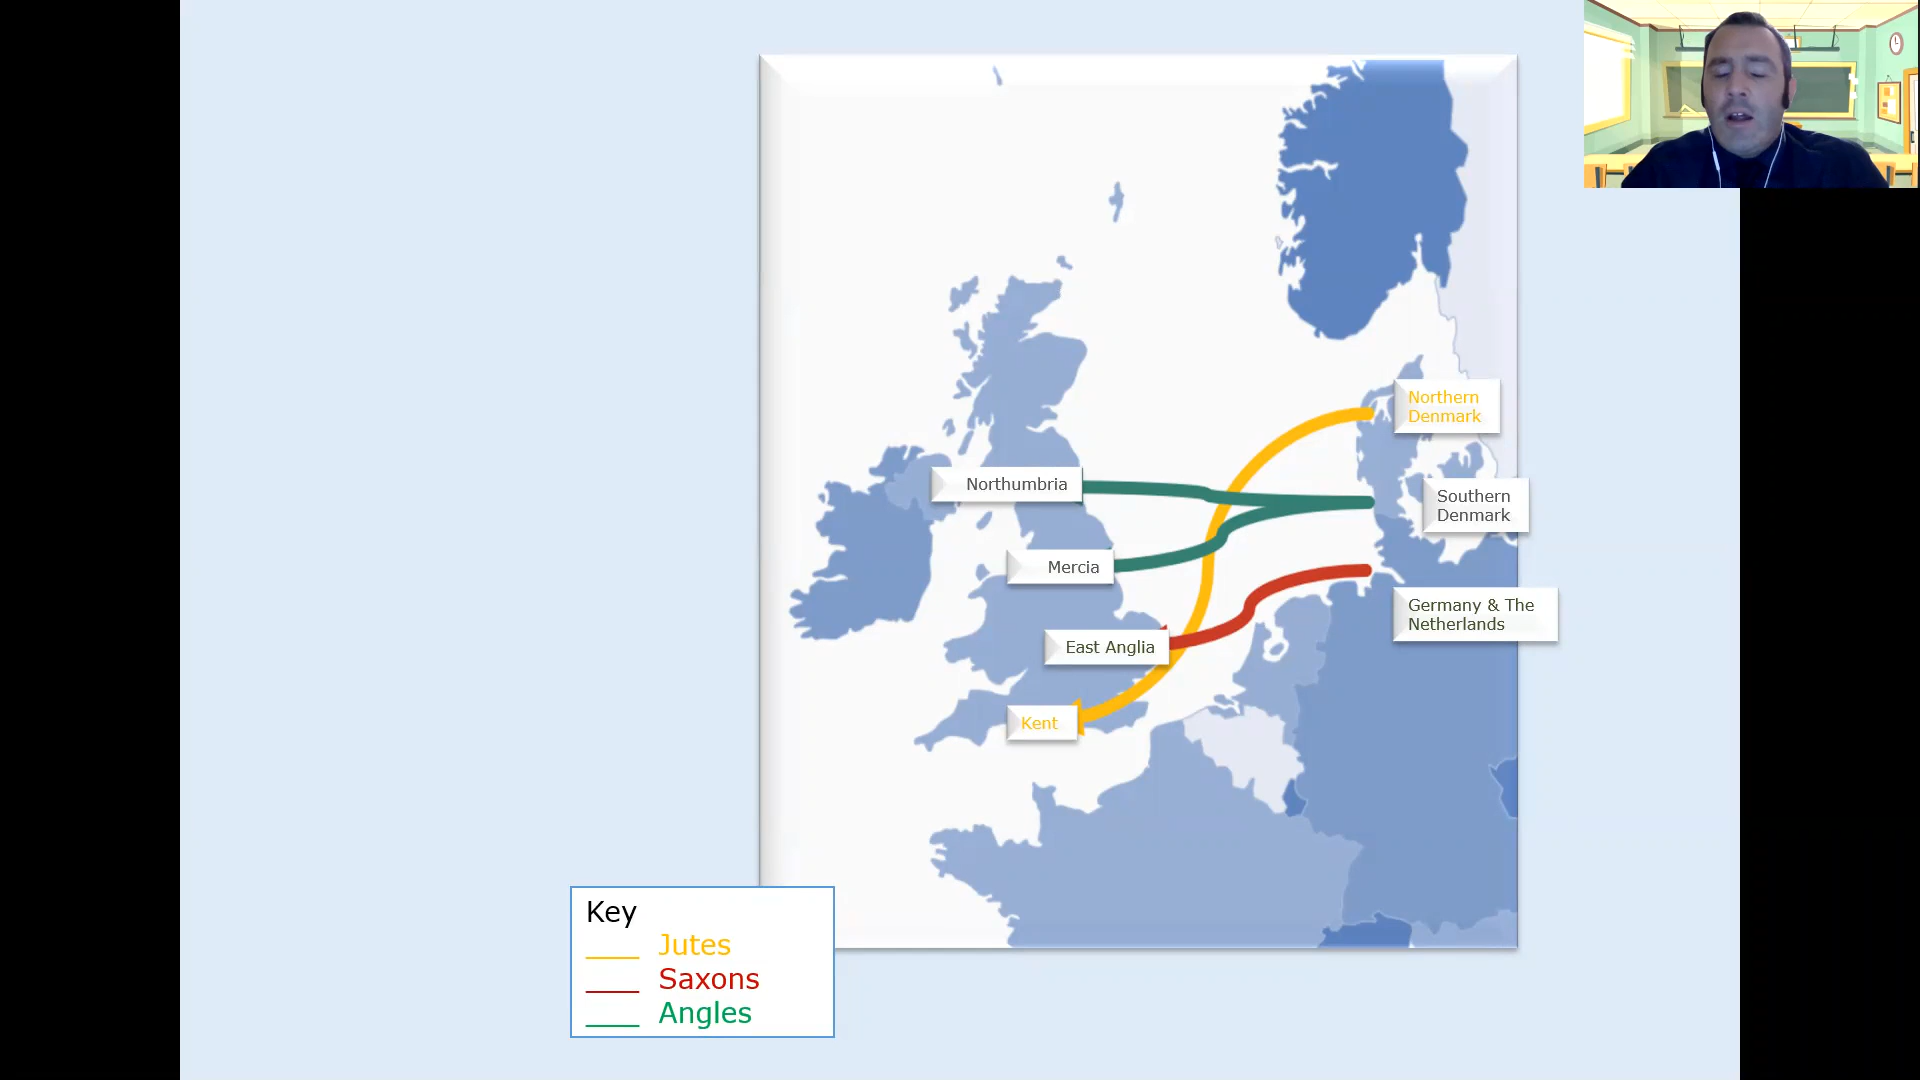 Northern
Denmark
Northumbria
Southern
Denmark
Mercia
Germany & The
Netherlands
East Anglia
Kent
Key
Jutes
Saxons
Angles